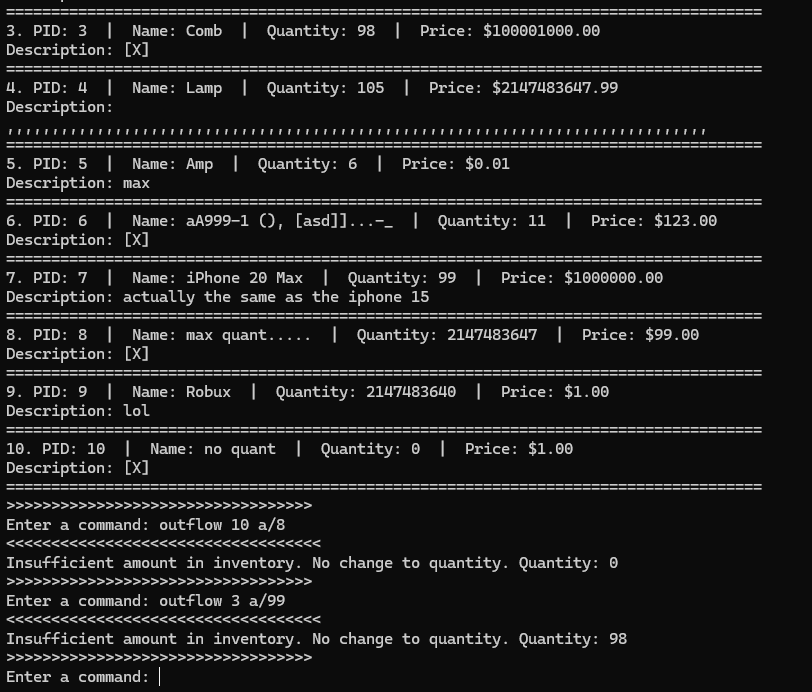 ====================================================================================
3. PID: 3  |  Name: Comb  |  Quantity: 98  |  Price: $100001000.00
Description: [X]
====================================================================================
4. PID: 4  |  Name: Lamp  |  Quantity: 105  |  Price: $2147483647.99
Description:
,,,,,,,,,,,,,,,,,,,,,,,,,,,,,,,,,,,,,,,,,,,,,,,,,,,,,,,,,,,,,,,,,,,,,,,,,,,,,,
====================================================================================
5. PID: 5  |  Name: Amp  |  Quantity: 6  |  Price: $0.01
Description: max
====================================================================================
6. PID: 6  |  Name: aA999-1 (), [asd]]...-_  |  Quantity: 11  |  Price: $123.00
Description: [X]
====================================================================================
7. PID: 7  |  Name: iPhone 20 Max  |  Quantity: 99  |  Price: $1000000.00
Description: actually the same as the iphone 15
====================================================================================
8. PID: 8  |  Name: max quant.....  |  Quantity: 2147483647  |  Price: $99.00
Description: [X]
====================================================================================
9. PID: 9  |  Name: Robux  |  Quantity: 2147483640  |  Price: $1.00
Description: lol
====================================================================================
10. PID: 10  |  Name: no quant  |  Quantity: 0  |  Price: $1.00
Description: [X]
====================================================================================
>>>>>>>>>>>>>>>>>>>>>>>>>>>>>>>>>>
Enter a command: outflow 10 a/8
<<<<<<<<<<<<<<<<<<<<<<<<<<<<<<<<<<<
Insufficient amount in inventory. No change to quantity. Quantity: 0
>>>>>>>>>>>>>>>>>>>>>>>>>>>>>>>>>>
Enter a command: outflow 3 a/99
<<<<<<<<<<<<<<<<<<<<<<<<<<<<<<<<<<<
Insufficient amount in inventory. No change to quantity. Quantity: 98
>>>>>>>>>>>>>>>>>>>>>>>>>>>>>>>>>>
Enter a command: